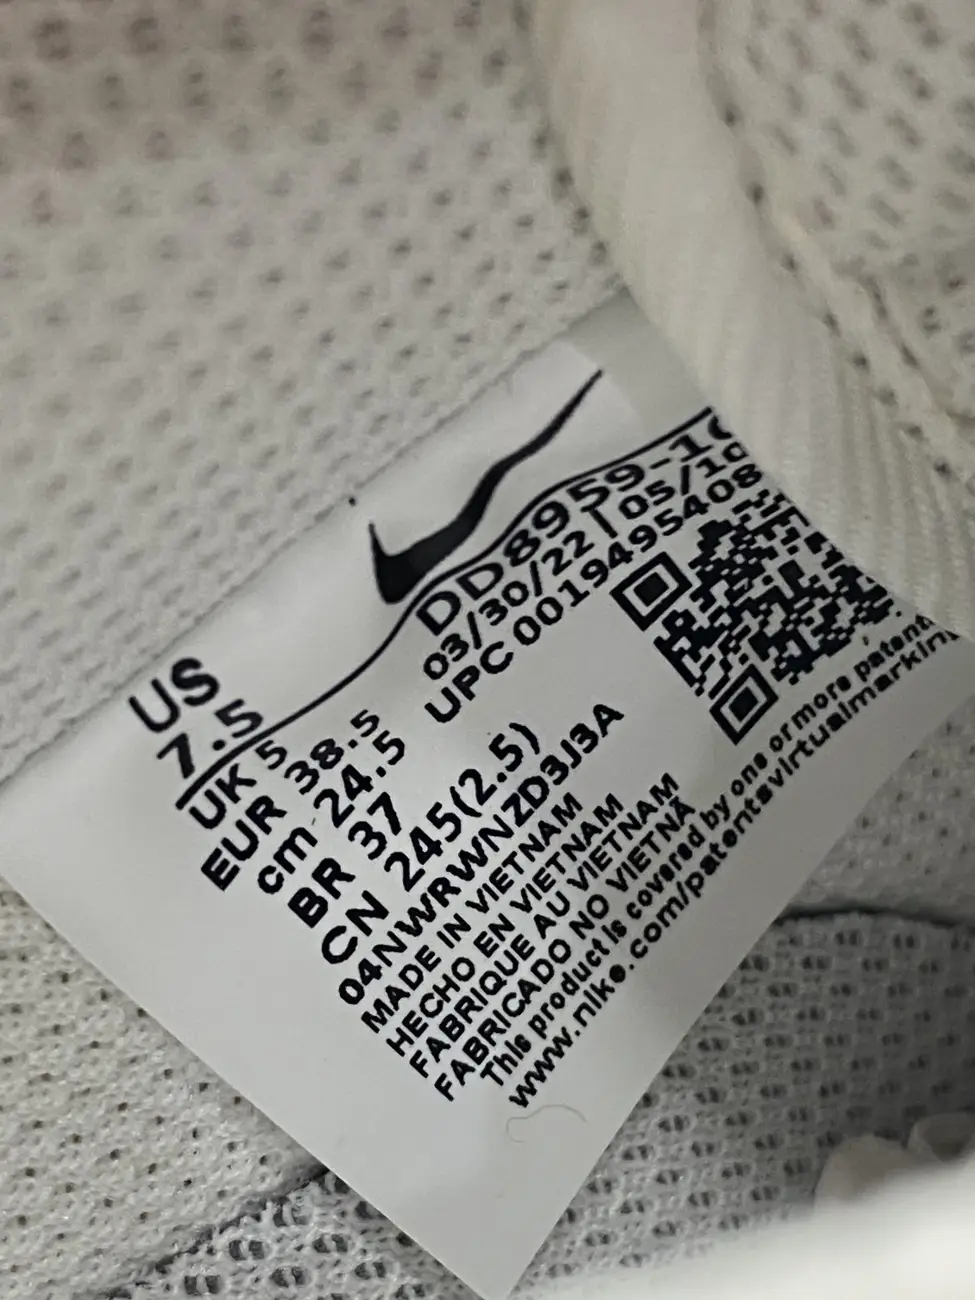 US
7.5
UK 5
EUR 38.5
cm 24.5
BR 37
CN 245(2.5)
DD8959-10
03/30/22 | 05/10
UPC 0019495408
04NWRWNZD3J3A
MADE IN VIETNAM
HECHO EN VIETNAM
FABRIQUE AU VIETNAM
FABRICADO NO VIETNÃ
This product is covered by one or more patent
www.nike.com/patentsvirtualmarkin